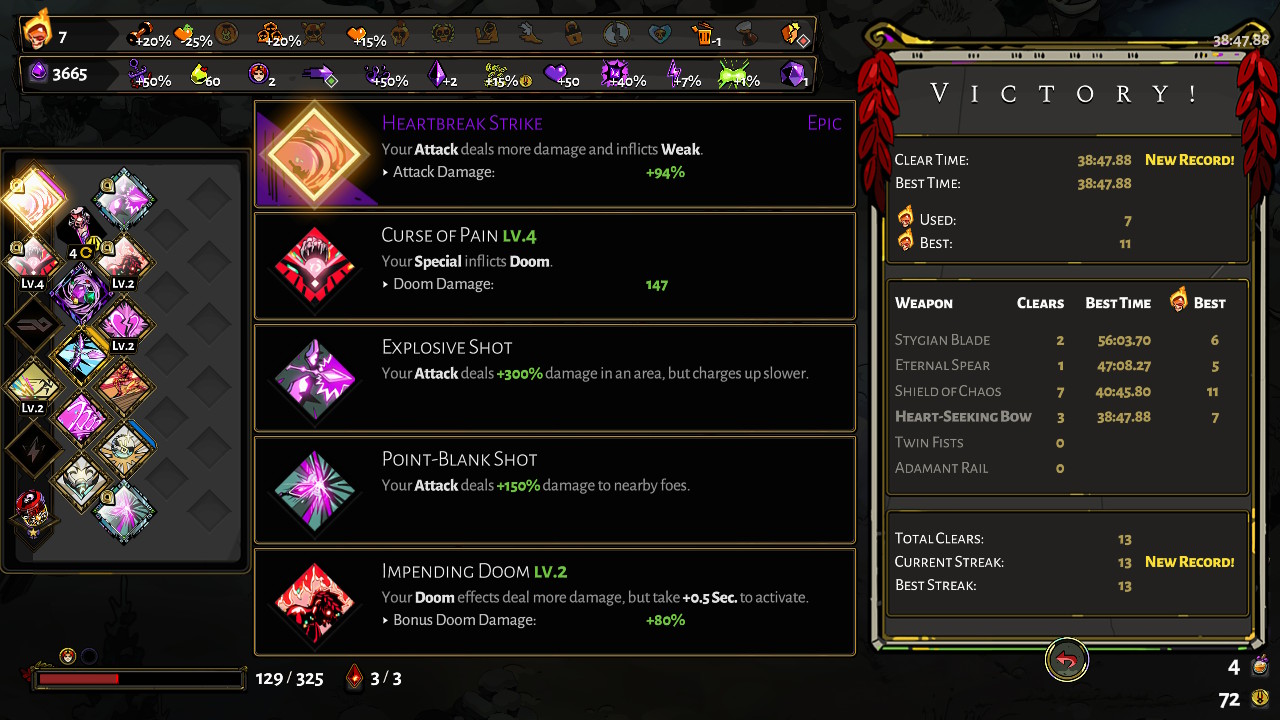 7
+20%
-25%
+20%
+15%
-1
38:47.88
3665
+50%
-60
2
+50%
+2
+15%
+50
+40%
+7%
+1%
1
VICTORY!
HEARTBREAK STRIKE EPIC
Your Attack deals more damage and inflicts Weak.
Attack Damage: +94%
CURSE OF PAIN LV.4
Your Special inflicts Doom.
Doom Damage: 147
EXPLOSIVE SHOT
Your Attack deals +300% damage in an area, but charges up slower.
POINT-BLANK SHOT
Your Attack deals +150% damage to nearby foes.
IMPENDING DOOM LV.2
Your Doom effects deal more damage, but take +0.5 Sec. to activate.
Bonus Doom Damage: +80%
4
Lv.4
Lv.2
Lv.2
Lv.2
CLEAR TIME: 38:47.88 NEW RECORD!
BEST TIME: 38:47.88
USED: 7
BEST: 11
WEAPON CLEARS BEST TIME BEST
STYGIAN BLADE 2 56:03.70 6
ETERNAL SPEAR 1 47:08.27 5
SHIELD OF CHAOS 7 40:45.80 11
HEART-SEEKING BOW 3 38:47.88 7
TWIN FISTS 0
ADAMANT RAIL 0
TOTAL CLEARS: 13
CURRENT STREAK: 13 NEW RECORD!
BEST STREAK: 13
129 / 325
3 / 3
4
72